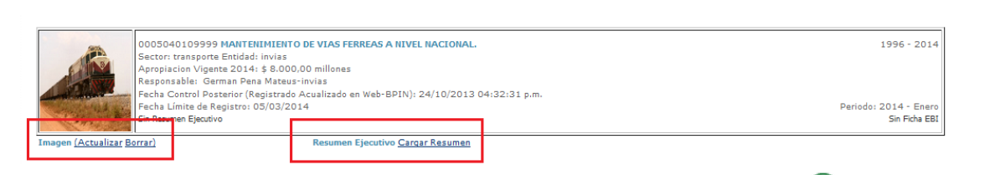 0005040109999 MANTENIMIENTO DE VIAS FERREAS A NIVEL NACIONAL. 1996 - 2014
Sector: transporte Entidad: invias
Apropiacion Vigente 2014: $ 8.000,00 millones
Responsable: German Pena Mateus-invias
Fecha Control Posterior (Registrado Acualizado en Web-BPIN): 24/10/2013 04:32:31 p.m.
Fecha Límite de Registro: 05/03/2014 Periodo: 2014 - Enero
Sin Resumen Ejecutivo Sin Ficha EBI
Imagen (Actualizar Borrar) Resumen Ejecutivo Cargar Resumen